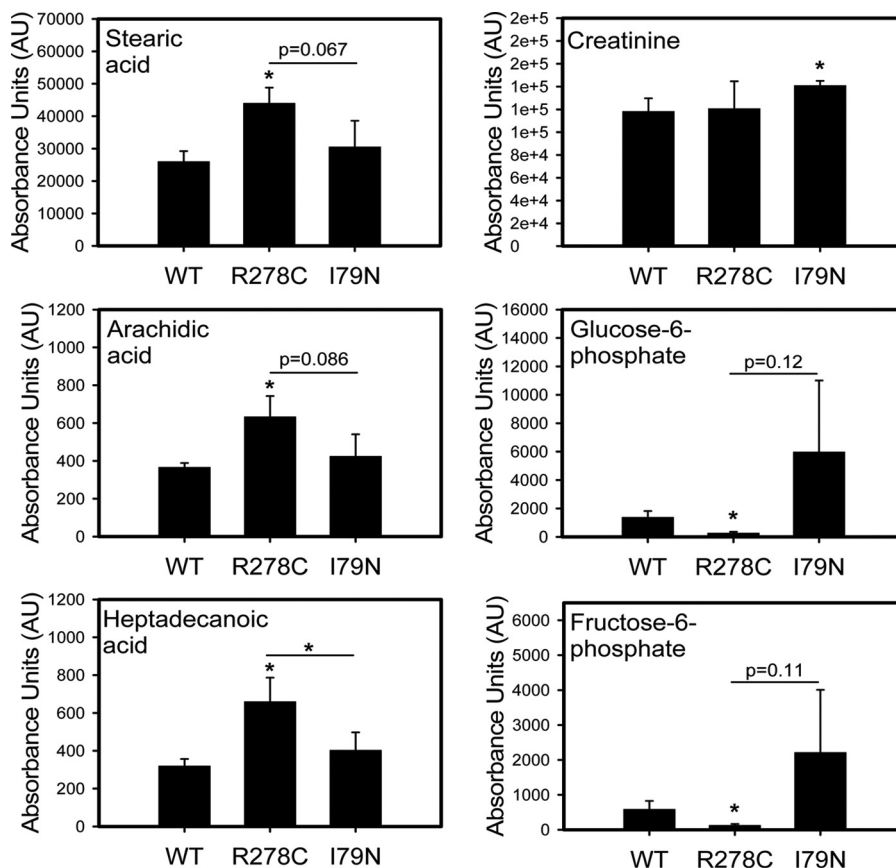 Absorbance Units (AU)
70000
60000
50000
40000
30000
20000
10000
0
Stearic
acid
p=0.067
*
WT R278C I79N
Absorbance Units (AU)
2e+5
2e+5
2e+5
1e+5
1e+5
1e+5
8e+4
6e+4
4e+4
2e+4
0
Creatinine
*
WT R278C I79N
Absorbance Units (AU)
1200
1000
800
600
400
200
0
Arachidic
acid
p=0.086
*
WT R278C I79N
Absorbance Units (AU)
16000
14000
12000
10000
8000
6000
4000
2000
0
Glucose-6-
phosphate
p=0.12
*
WT R278C I79N
Absorbance Units (AU)
1200
1000
800
600
400
200
0
Heptadecanoic
acid
*
*
WT R278C I79N
Absorbance Units (AU)
6000
5000
4000
3000
2000
1000
0
Fructose-6-
phosphate
p=0.11
*
WT R278C I79N